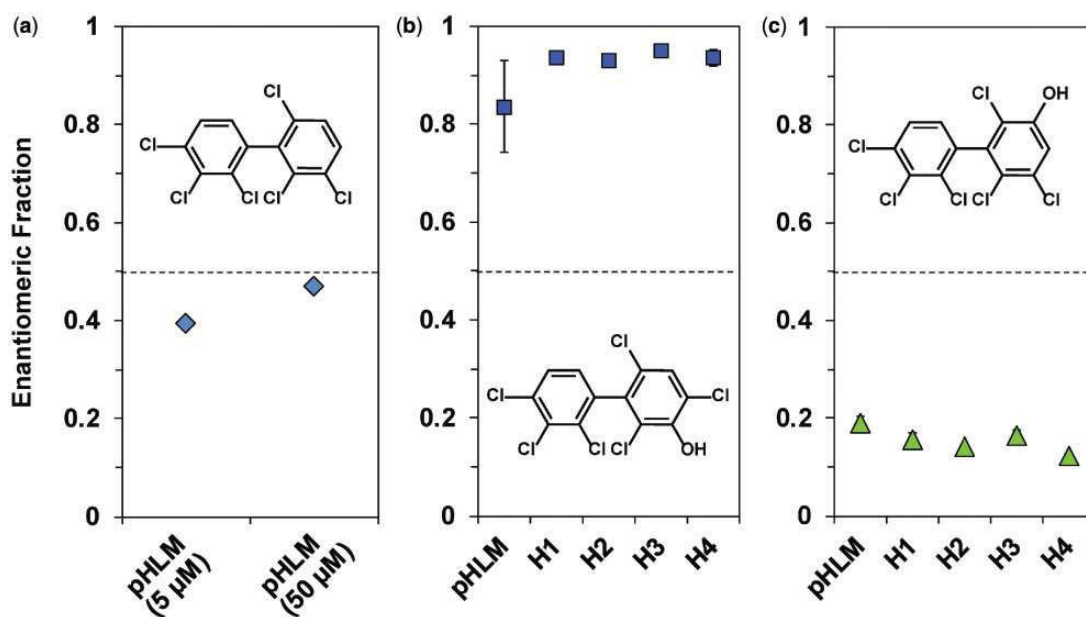 (a)
Enantiomeric Fraction
1
0.8
0.6
0.4
0.2
0
Cl
Cl
Cl
Cl
Cl
Cl
pHLM
(5 µM)
pHLM
(50 µM)
(b)
1
0.8
0.6
0.4
0.2
0
Cl
Cl
Cl
Cl
Cl
Cl
OH
pHLM
H1
H2
H3
H4
(c)
1
0.8
0.6
0.4
0.2
0
OH
Cl
Cl
Cl
Cl
Cl
Cl
pHLM
H1
H2
H3
H4